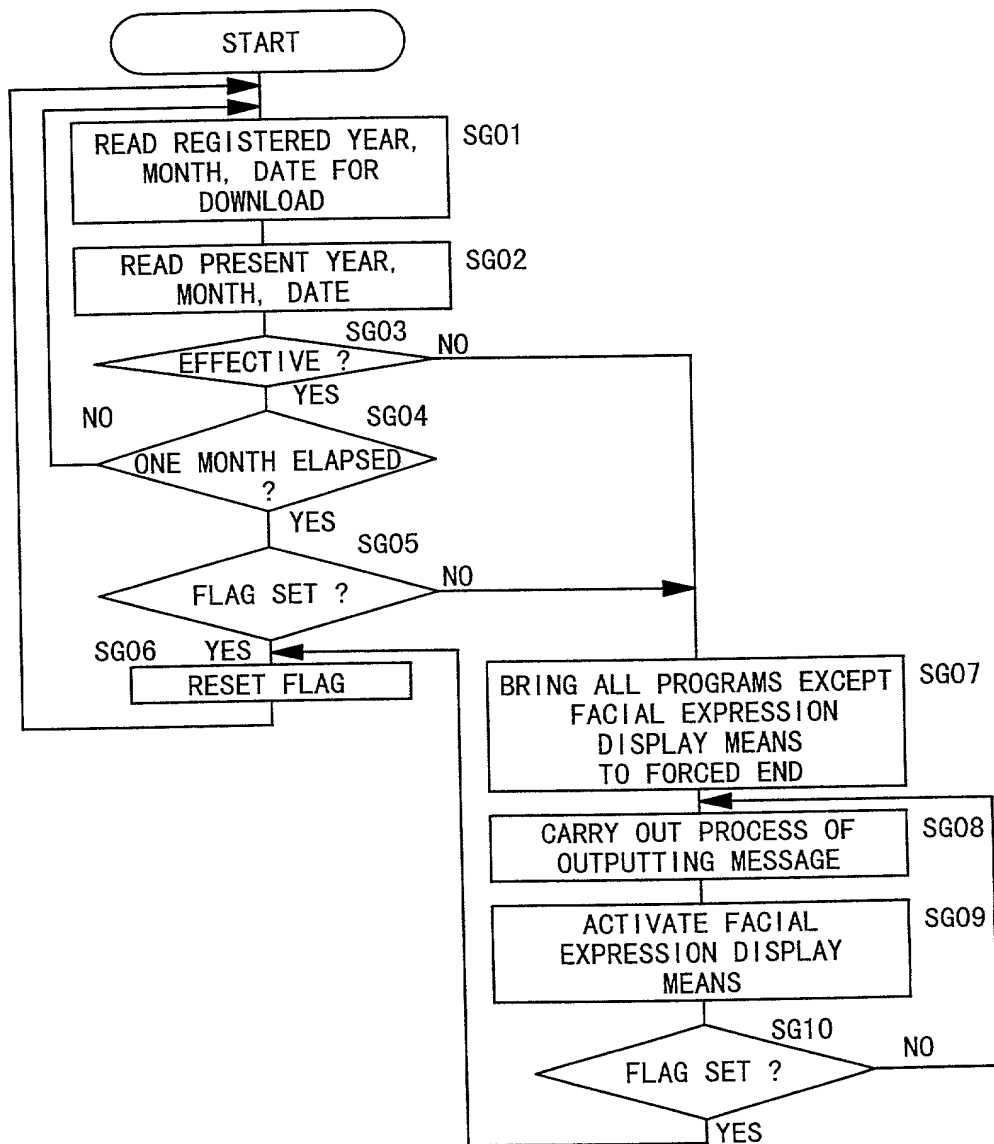 START
READ REGISTERED YEAR,
MONTH, DATE FOR
DOWNLOAD
SG01
READ PRESENT YEAR,
MONTH, DATE
SG02
SG03
EFFECTIVE ?
NO
YES
NO
SG04
ONE MONTH ELAPSED
?
YES
SG05
FLAG SET ?
NO
SG06
YES
RESET FLAG
BRING ALL PROGRAMS EXCEPT
FACIAL EXPRESSION
DISPLAY MEANS
TO FORCED END
SG07
CARRY OUT PROCESS OF
OUTPUTTING MESSAGE
SG08
ACTIVATE FACIAL
EXPRESSION DISPLAY
MEANS
SG09
SG10
FLAG SET ?
NO
YES